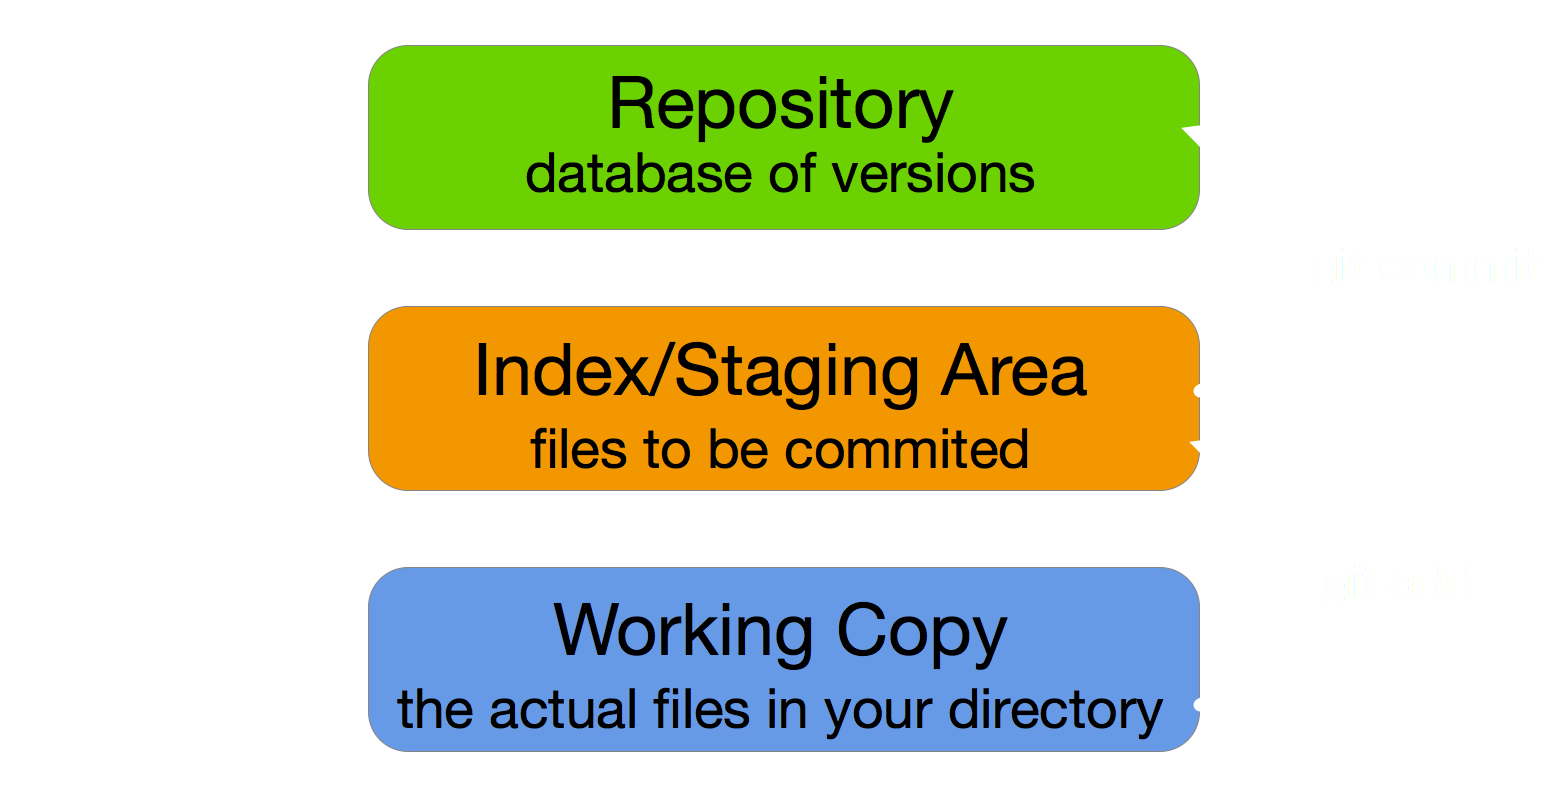 Repository
database of versions
git commit
Index/Staging Area
files to be commited
git add
Working Copy
the actual files in your directory